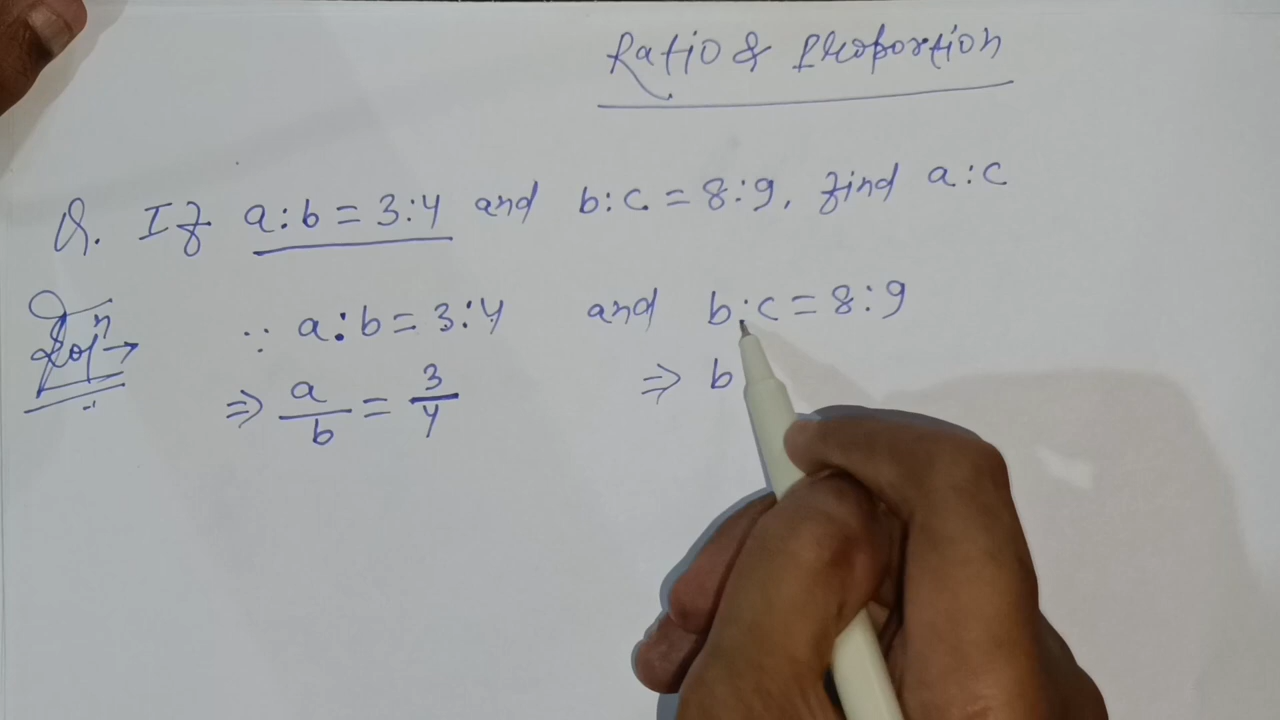 Ratio & Proportion
Q. If a:b = 3:4 and b:c = 8:9, find a:c
Solⁿ → ∵ a:b = 3:4 and b:c = 8:9
⇒ a/b = 3/4 ⇒ b